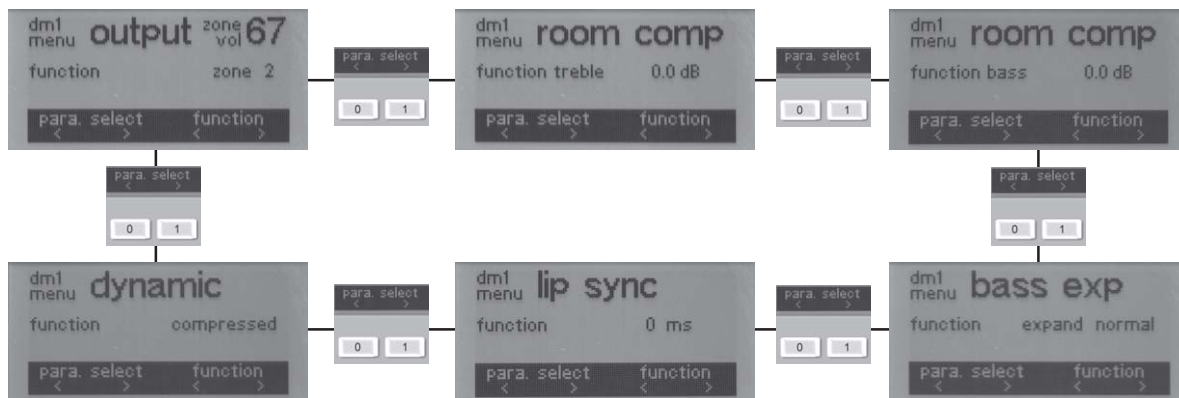 dm1 menu output zone vol 67
function zone 2
para. select function
< > < >
para. select
< >
0 1
dm1 menu room comp
function treble 0.0 dB
para. select function
< > < >
para. select
< >
0 1
dm1 menu room comp
function bass 0.0 dB
para. select function
< > < >
para. select
< >
0 1
para. select
< >
0 1
dm1 menu dynamic
function compressed
para. select function
< > < >
para. select
< >
0 1
dm1 menu lip sync
function 0 ms
para. select function
< > < >
para. select
< >
0 1
dm1 menu bass exp
function expand normal
para. select function
< > < >